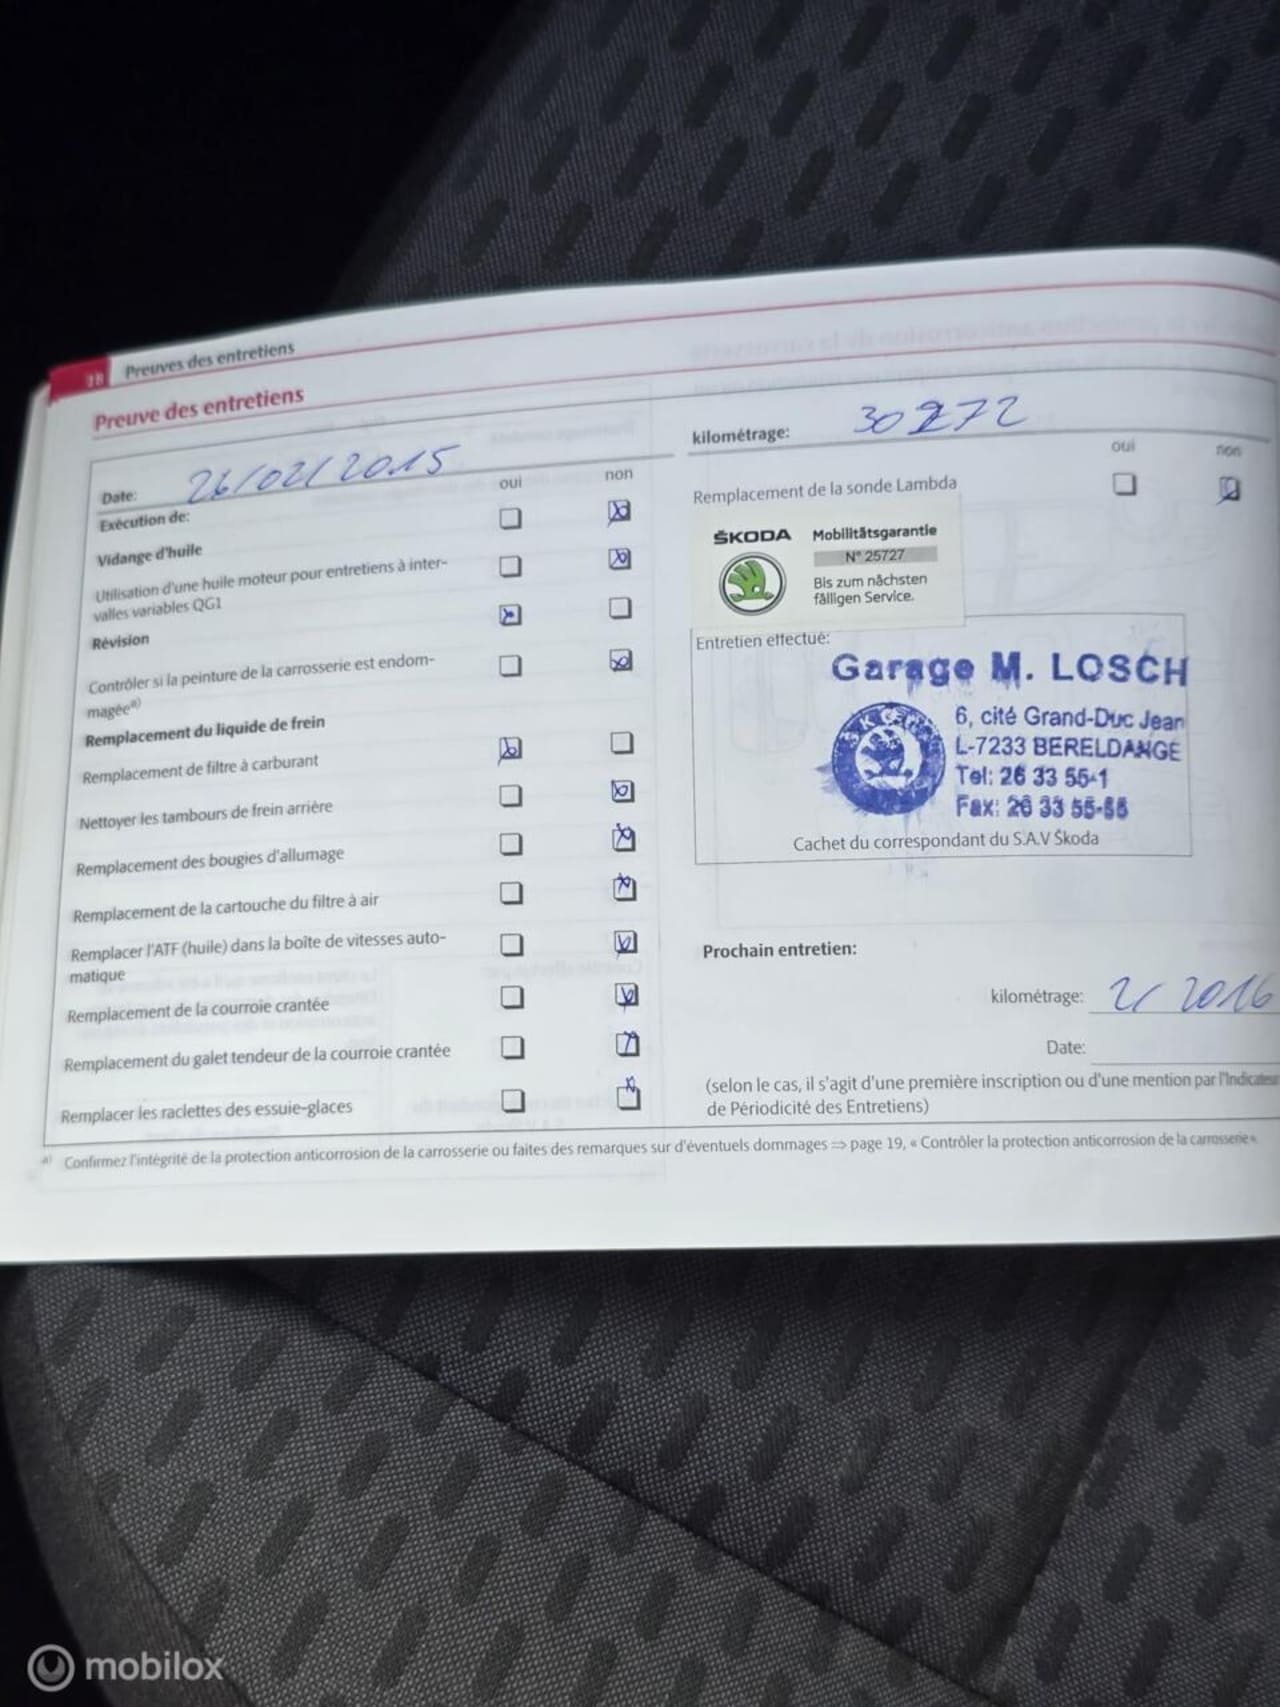 28 Preuves des entretiens
Preuve des entretiens
Date: 26/02/2015
oui non
Exécution de:
Vidange d'huile
Utilisation d'une huile moteur pour entretiens à inter-
valles variables QG1
Révision
Contrôler si la peinture de la carrosserie est endom-
magée a)
Remplacement du liquide de frein
Remplacement de filtre à carburant
Nettoyer les tambours de frein arrière
Remplacement des bougies d'allumage
Remplacement de la cartouche du filtre à air
Remplacer l'ATF (huile) dans la boîte de vitesses auto-
matique
Remplacement de la courroie crantée
Remplacement du galet tendeur de la courroie crantée
Remplacer les raclettes des essuie-glaces
kilométrage: 30272
oui non
Remplacement de la sonde Lambda
ŠKODA Mobilitätsgarantie
N° 25727
Bis zum nächsten
fälligen Service.
Entretien effectué:
Garage M. LOSCH
6, cité Grand-Duc Jean
L-7233 BERELDANGE
Tel: 26 33 55-1
Fax: 26 33 55-55
Cachet du correspondant du S.A.V Škoda
Prochain entretien:
kilométrage: 2/2016
Date:
(selon le cas, il s'agit d'une première inscription ou d'une mention par l'Indicateur
de Périodicité des Entretiens)
a) Confirmez l'intégrité de la protection anticorrosion de la carrosserie ou faites des remarques sur d'éventuels dommages ⇒ page 19, « Contrôler la protection anticorrosion de la carrosserie ».
mobilox